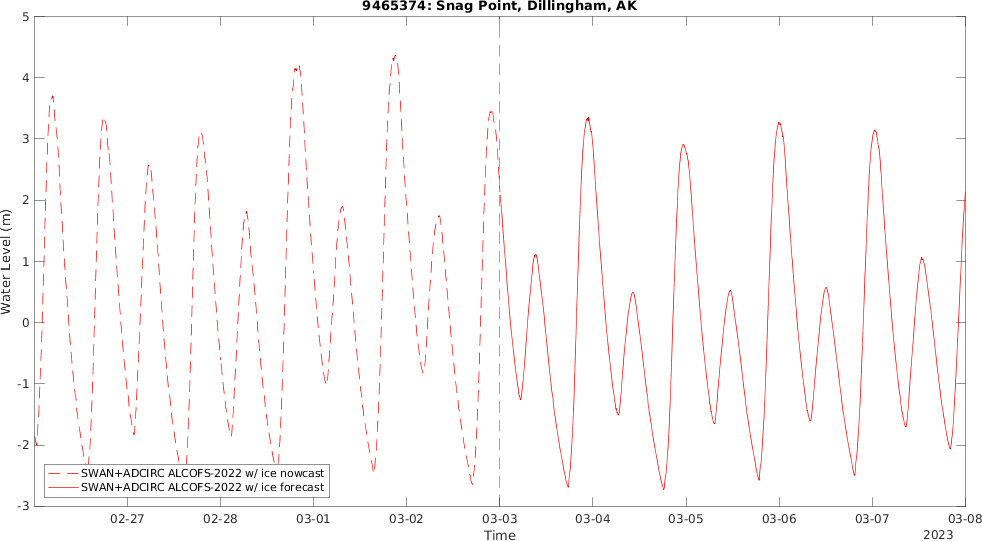 9465374: Snag Point, Dillingham, AK
Water Level (m)
5
4
3
2
1
0
-1
-2
-3
SWAN+ADCIRC ALCOFS-2022 w/ ice nowcast
SWAN+ADCIRC ALCOFS-2022 w/ ice forecast
02-27 02-28 03-01 03-02 03-03 03-04 03-05 03-06 03-07 03-08
Time
2023